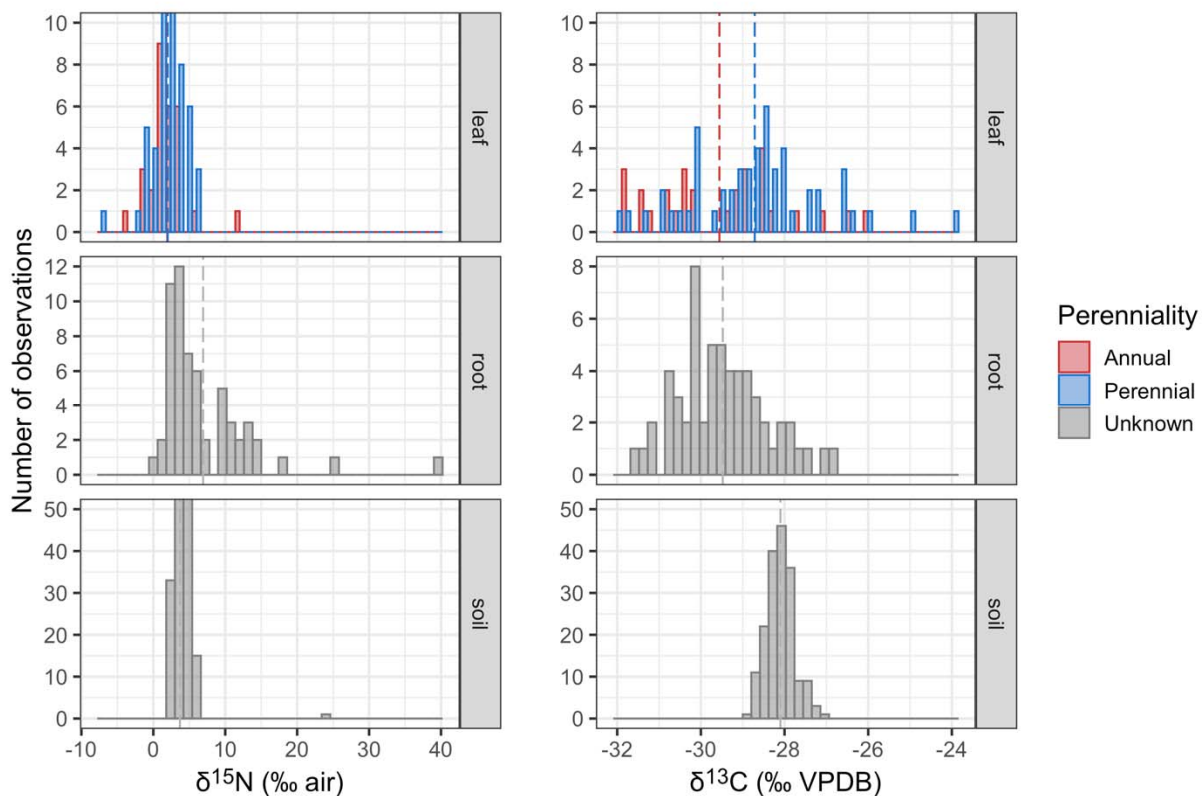 Number of observations
10
8
6
4
2
0
leaf
12
10
8
6
4
2
0
root
50
40
30
20
10
0
soil
-10 0 10 20 30 40
δ¹⁵N (‰ air)
10
8
6
4
2
0
leaf
8
6
4
2
0
root
50
40
30
20
10
0
soil
-32 -30 -28 -26 -24
δ¹³C (‰ VPDB)
Perenniality
Annual
Perennial
Unknown